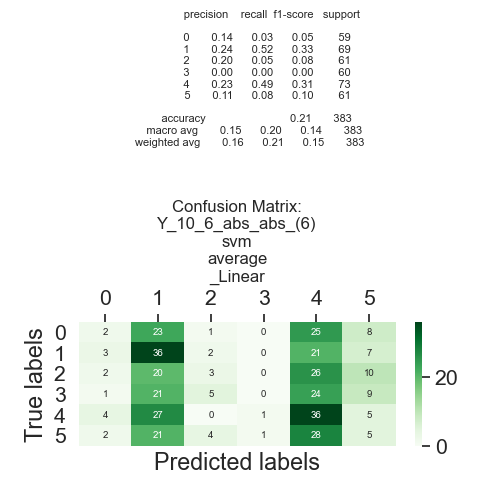 precision recall f1-score support
0 0.14 0.03 0.05 59
1 0.24 0.52 0.33 69
2 0.20 0.05 0.08 61
3 0.00 0.00 0.00 60
4 0.23 0.49 0.31 73
5 0.11 0.08 0.10 61
accuracy 0.21 383
macro avg 0.15 0.20 0.14 383
weighted avg 0.16 0.21 0.15 383
Confusion Matrix:
Y_10_6_abs_abs_(6)
svm
average
_Linear
0 1 2 3 4 5
True labels
0 2 23 1 0 25 8
1 3 36 2 0 21 7
2 2 20 3 0 26 10
3 1 21 5 0 24 9
4 4 27 0 1 36 5
5 2 21 4 1 28 5
Predicted labels
20
0